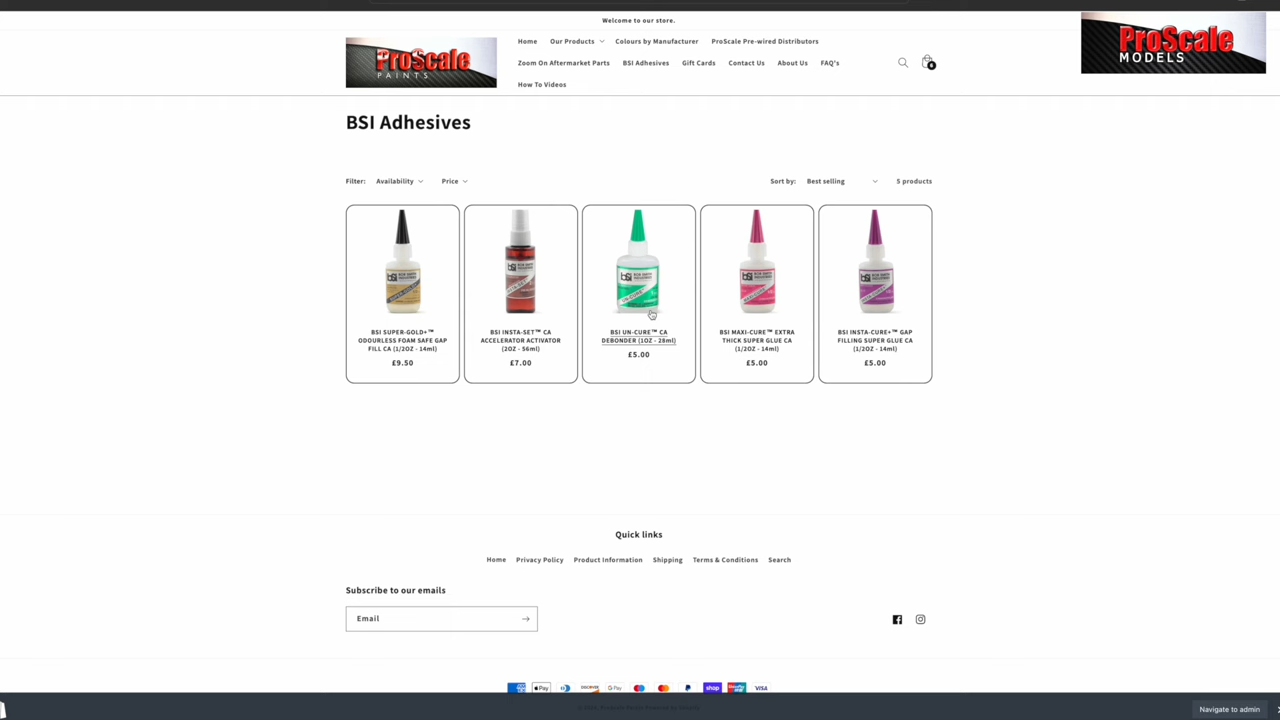 Welcome to our store.
ProScale
PAINTS
Home
Our Products
Colours by Manufacturer
ProScale Pre-wired Distributors
Zoom On Aftermarket Parts
BSI Adhesives
Gift Cards
Contact Us
About Us
FAQ's
How To Videos
ProScale
MODELS
BSI Adhesives
Filter:
Availability
Price
Sort by:
Best selling
5 products
BSI SUPER-GOLD+™
ODOURLESS FOAM SAFE GAP
FILL CA (1/2OZ - 14ml)
£9.50
BSI INSTA-SET™ CA
ACCELERATOR ACTIVATOR
(2OZ - 56ml)
£7.00
BSI UN-CURE™ CA
DEBONDER (1OZ - 28ml)
£5.00
BSI MAXI-CURE™ EXTRA
THICK SUPER GLUE CA
(1/2OZ - 14ml)
£5.00
BSI INSTA-CURE+™ GAP
FILLING SUPER GLUE CA
(1/2OZ - 14ml)
£5.00
Quick links
Home
Privacy Policy
Product Information
Shipping
Terms & Conditions
Search
Subscribe to our emails
Email
Navigate to admin